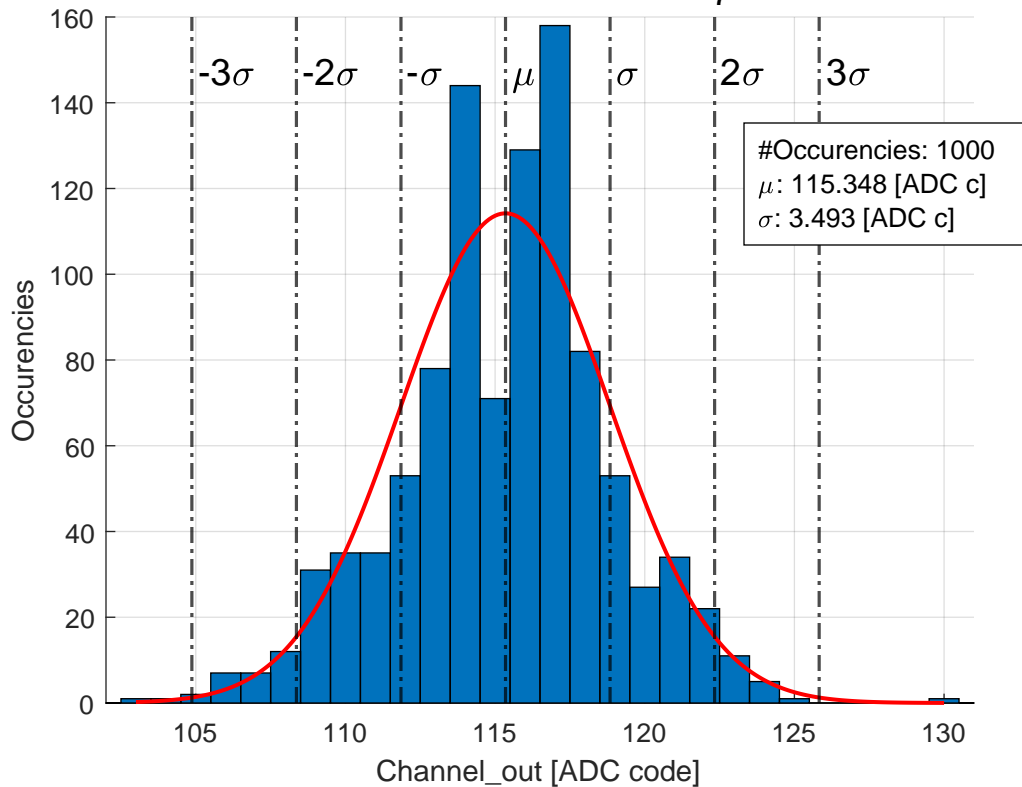 -3σ
-2σ
-σ
μ
σ
2σ
3σ
#Occurencies: 1000
μ: 115.348 [ADC c]
σ: 3.493 [ADC c]
Occurencies
160
140
120
100
80
60
40
20
0
105
110
115
120
125
130
Channel_out [ADC code]